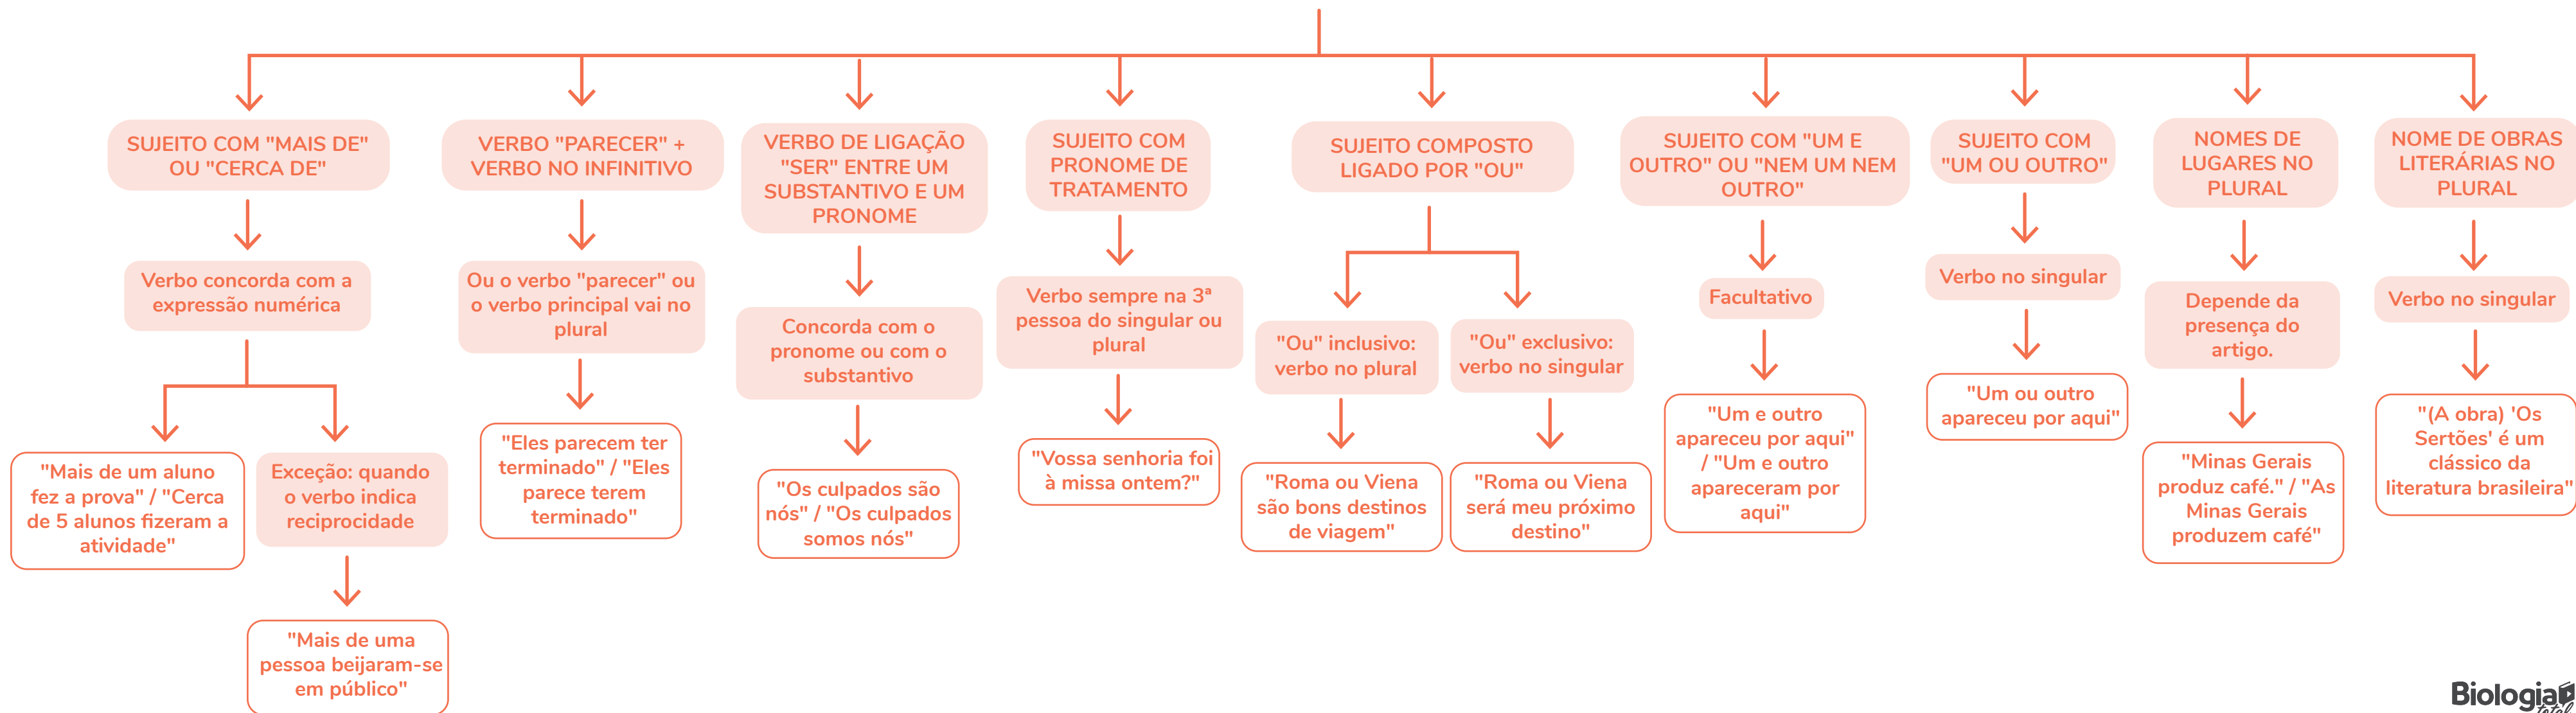 SUJEITO COM "MAIS DE"
OU "CERCA DE"
Verbo concorda com a
expressão numérica
"Mais de um aluno
fez a prova" / "Cerca
de 5 alunos fizeram a
atividade"
Exceção: quando
o verbo indica
reciprocidade
"Mais de uma
pessoa beijaram-se
em público"
VERBO "PARECER" +
VERBO NO INFINITIVO
Ou o verbo "parecer" ou
o verbo principal vai no
plural
"Eles parecem ter
terminado" / "Eles
parece terem
terminado"
VERBO DE LIGAÇÃO
"SER" ENTRE UM
SUBSTANTIVO E UM
PRONOME
Concorda com o
pronome ou com o
substantivo
"Os culpados são
nós" / "Os culpados
somos nós"
SUJEITO COM
PRONOME DE
TRATAMENTO
Verbo sempre na 3ª
pessoa do singular ou
plural
"Vossa senhoria foi
à missa ontem?"
SUJEITO COMPOSTO
LIGADO POR "OU"
"Ou" inclusivo:
verbo no plural
"Roma ou Viena
são bons destinos
de viagem"
"Ou" exclusivo:
verbo no singular
"Roma ou Viena
será meu próximo
destino"
SUJEITO COM "UM E
OUTRO" OU "NEM UM NEM
OUTRO"
Facultativo
"Um e outro
apareceu por aqui"
/ "Um e outro
apareceram por
aqui"
SUJEITO COM
"UM OU OUTRO"
Verbo no singular
"Um ou outro
apareceu por aqui"
NOMES DE
LUGARES NO
PLURAL
Depende da
presença do
artigo.
"Minas Gerais
produz café." / "As
Minas Gerais
produzem café"
NOME DE OBRAS
LITERÁRIAS NO
PLURAL
Verbo no singular
"(A obra) 'Os
Sertões' é um
clássico da
literatura brasileira"
Biologia
total